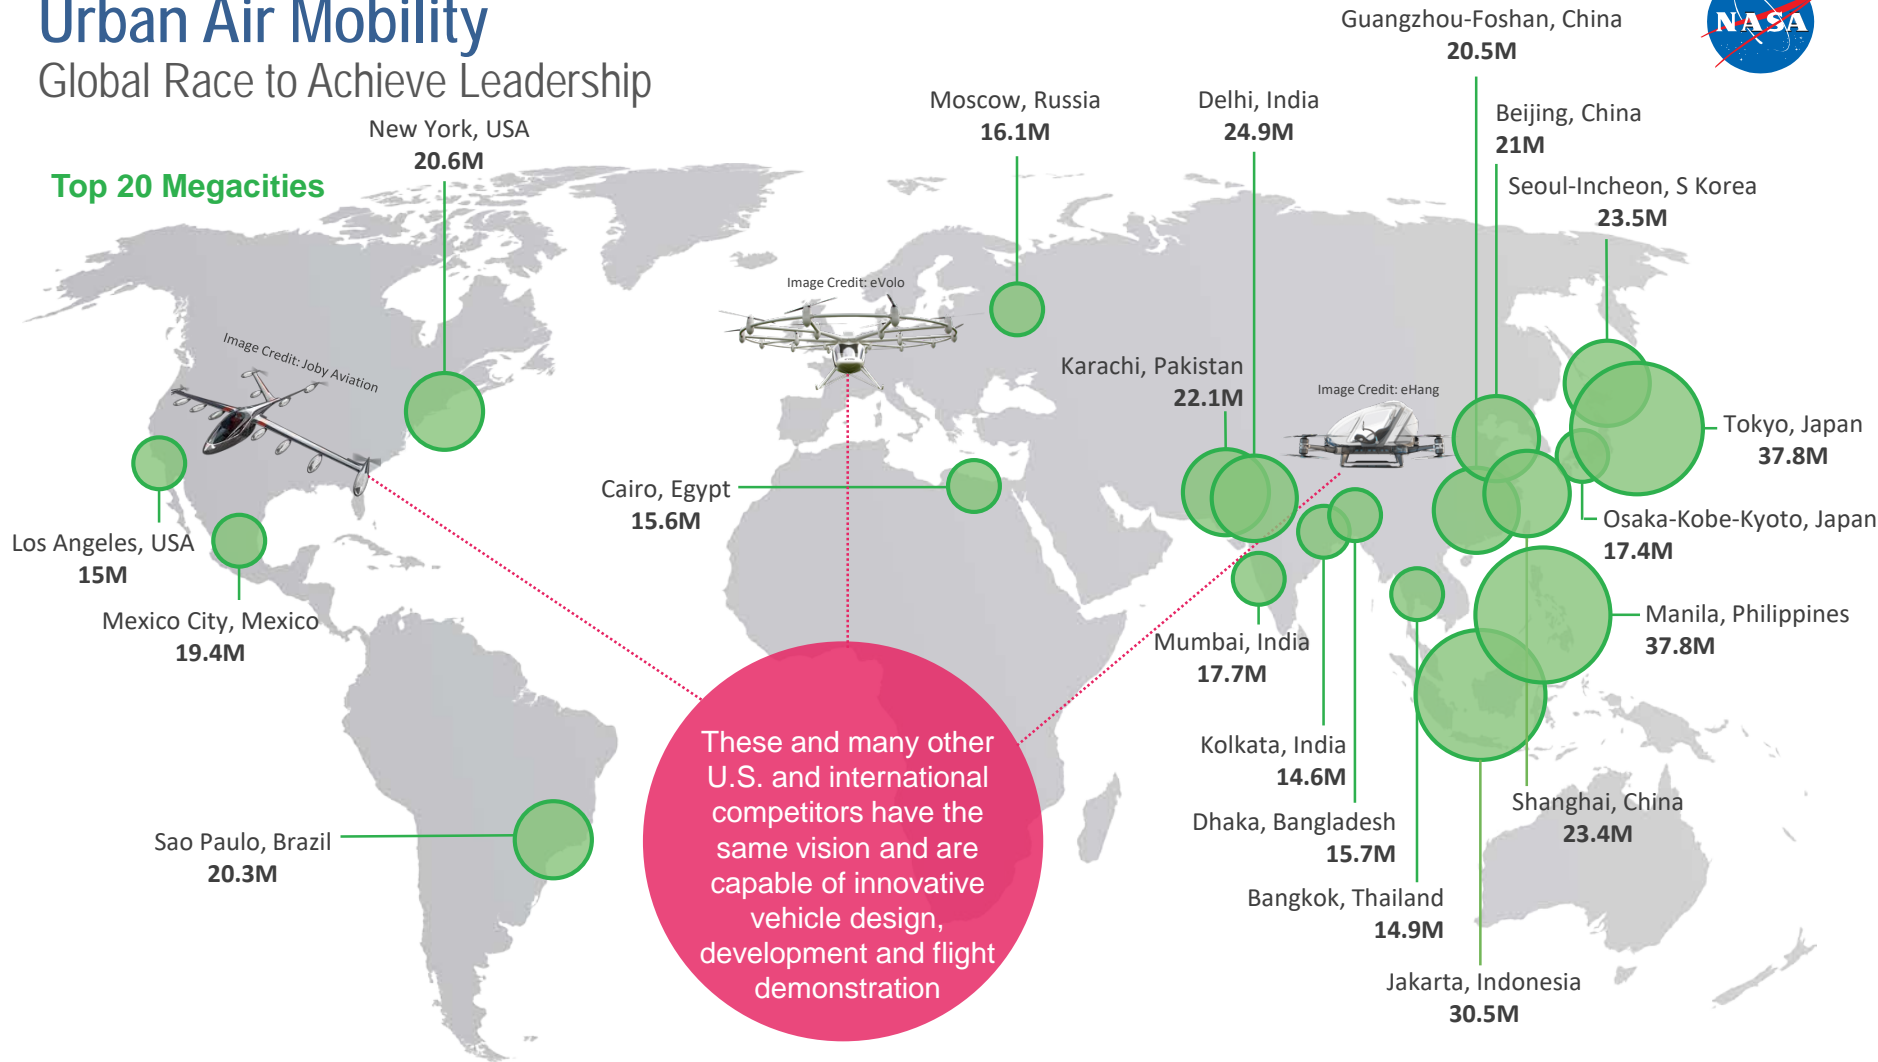 Urban Air Mobility
Global Race to Achieve Leadership
NASA
Top 20 Megacities
New York, USA
20.6M
Moscow, Russia
16.1M
Delhi, India
24.9M
Guangzhou-Foshan, China
20.5M
Beijing, China
21M
Seoul-Incheon, S Korea
23.5M
Image Credit: Joby Aviation
Image Credit: eVolo
Karachi, Pakistan
22.1M
Image Credit: eHang
Tokyo, Japan
37.8M
Cairo, Egypt
15.6M
Osaka-Kobe-Kyoto, Japan
17.4M
Los Angeles, USA
15M
Mexico City, Mexico
19.4M
Mumbai, India
17.7M
Manila, Philippines
37.8M
Kolkata, India
14.6M
Dhaka, Bangladesh
15.7M
Shanghai, China
23.4M
Bangkok, Thailand
14.9M
Jakarta, Indonesia
30.5M
Sao Paulo, Brazil
20.3M
These and many other
U.S. and international
competitors have the
same vision and are
capable of innovative
vehicle design,
development and flight
demonstration